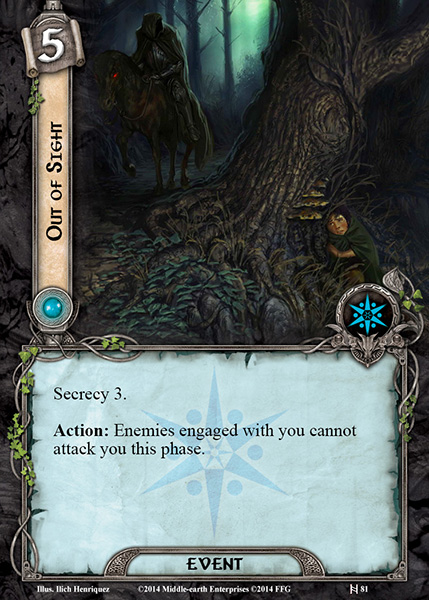 5
Out of Sight
Secrecy 3.
Action: Enemies engaged with you cannot
attack you this phase.
EVENT
Illus. Ilich Henriquez ©2014 Middle-earth Enterprises ©2014 FFG 81